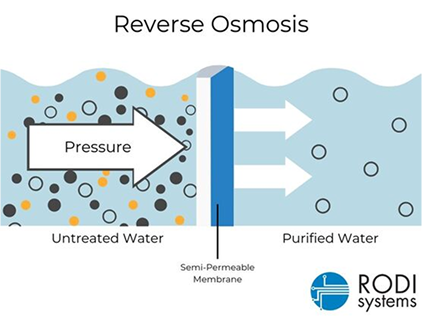 Reverse Osmosis
Pressure
Untreated Water
Purified Water
Semi-Permeable
Membrane
RODI
systems